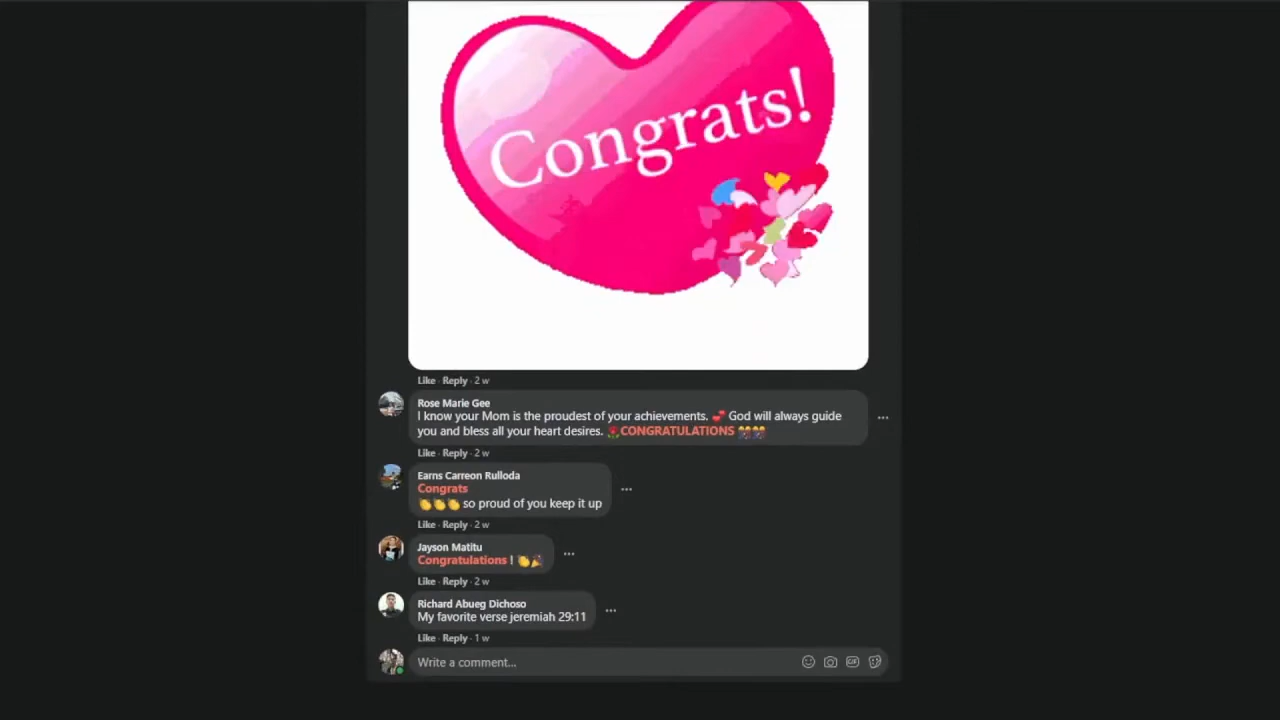 Congrats!
Like · Reply · 2 w
Rose Marie Gee
I know your Mom is the proudest of your achievements. 💞 God will always guide
you and bless all your heart desires. 🌹CONGRATULATIONS 🎊🎊
Like · Reply · 2 w
Earns Carreon Rulloda
Congrats
👏👏👏 so proud of you keep it up
Like · Reply · 2 w
Jayson Matitu
Congratulations ! 👏🎉
Like · Reply · 2 w
Richard Abueg Dichoso
My favorite verse jeremiah 29:11
Like · Reply · 1 w
Write a comment...
GIF